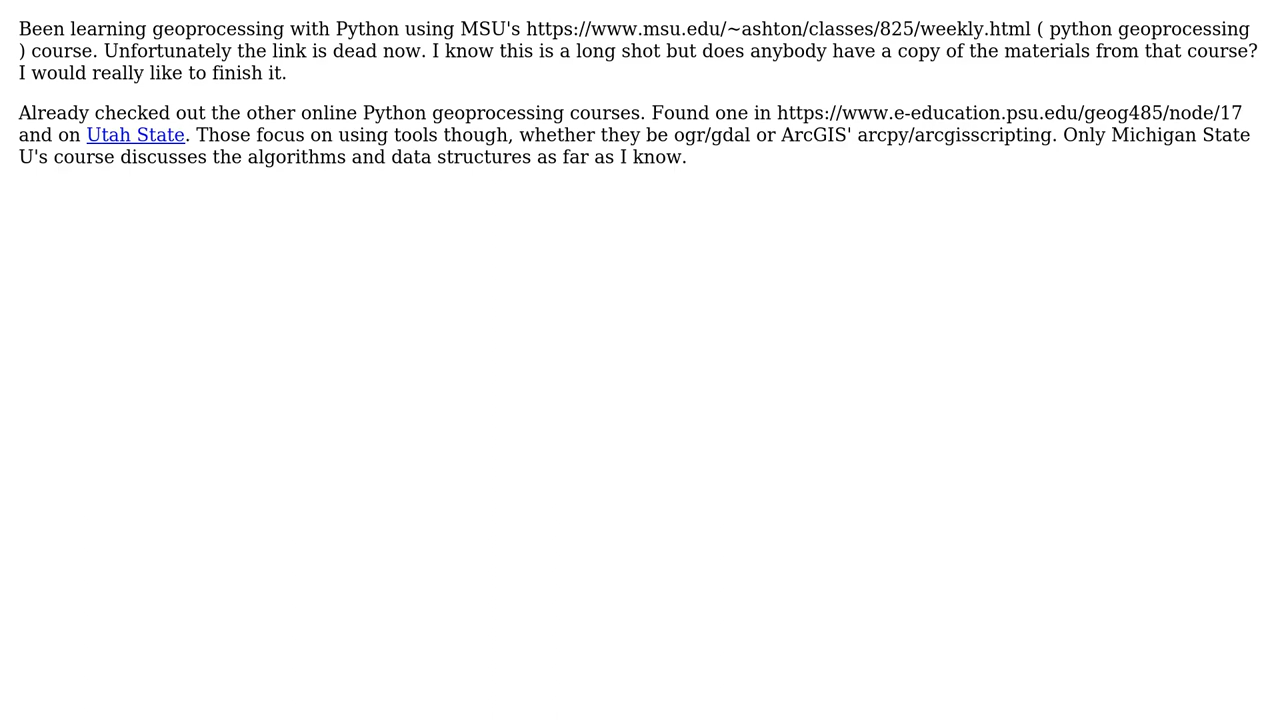 Been learning geoprocessing with Python using MSU's https://www.msu.edu/~ashton/classes/825/weekly.html ( python geoprocessing
) course. Unfortunately the link is dead now. I know this is a long shot but does anybody have a copy of the materials from that course?
I would really like to finish it.
Already checked out the other online Python geoprocessing courses. Found one in https://www.e-education.psu.edu/geog485/node/17
and on Utah State. Those focus on using tools though, whether they be ogr/gdal or ArcGIS' arcpy/arcgisscripting. Only Michigan State
U's course discusses the algorithms and data structures as far as I know.